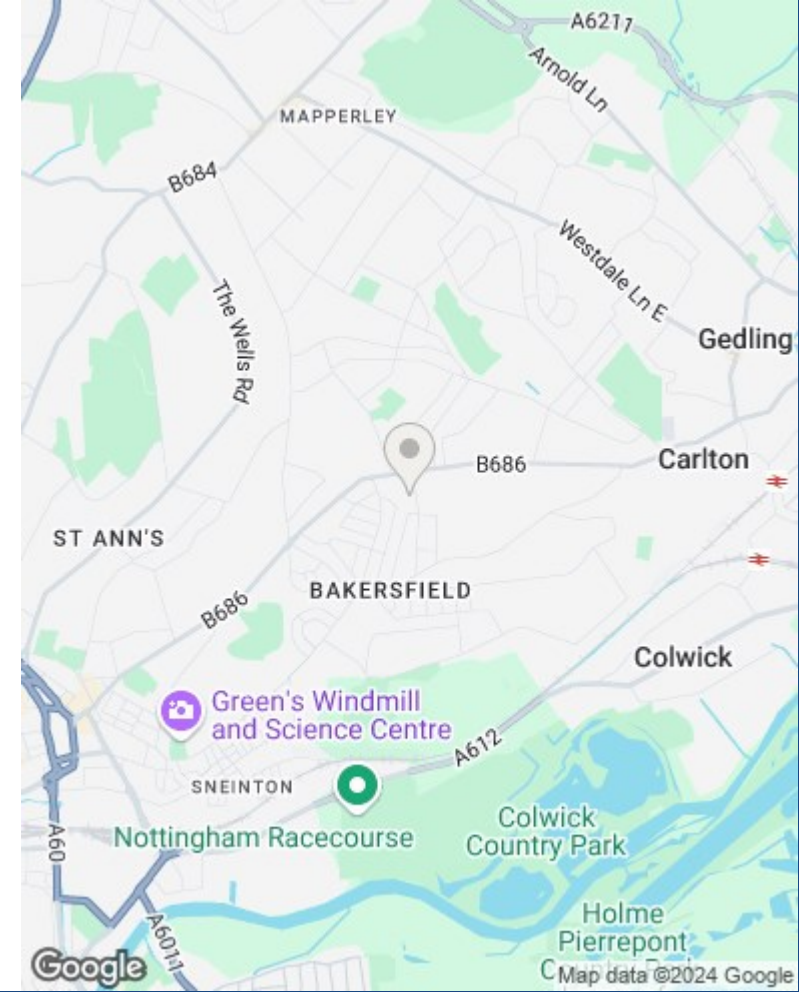 A6211
Arnold Ln
MAPPERLEY
B684
Westdale Ln E
The Wells Rd
Gedling
B686
Carlton
ST ANN'S
BAKERSFIELD
B686
Colwick
Green's Windmill
and Science Centre
A612
SNEINTON
Colwick
Country Park
Nottingham Racecourse
A60
A6011
Holme
Pierrepont
Google
Map data ©2024 Google